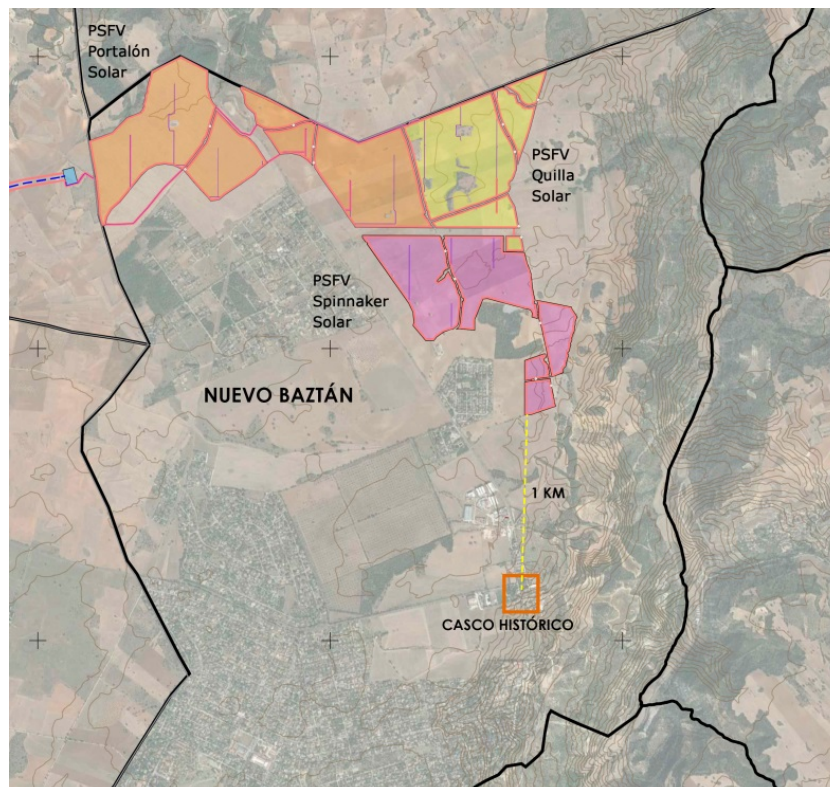 PSFV
Portalón
Solar
PSFV
Quilla
Solar
PSFV
Spinnaker
Solar
NUEVO BAZTÁN
1 KM
CASCO HISTÓRICO